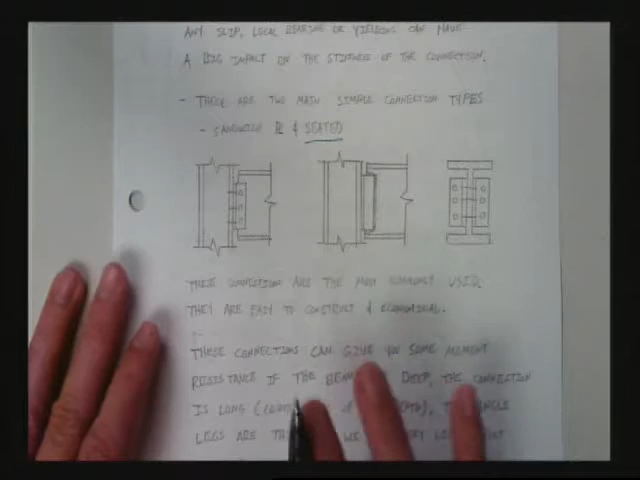 ANY SLIP, LOCAL BEARING OR YIELDING CAN HAVE
A BIG IMPACT ON THE STIFFNESS OF THE CONNECTION.
- THERE ARE TWO MAIN SIMPLE CONNECTION TYPES
- SANDWICH PL & SEATED
THESE CONNECTION ARE THE MOST COMMONLY USED.
THEY ARE EASY TO CONSTRUCT & ECONOMICAL.
THESE CONNECTIONS CAN GIVE YOU SOME MOMENT
RESISTANCE IF THE BEAM DEEP, THE CONNECTION
IS LONG
LEGS ARE